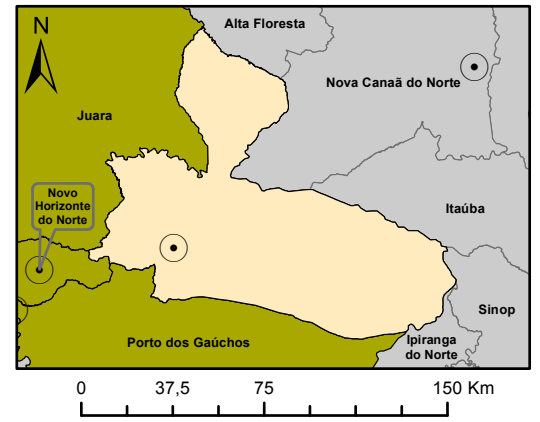 N
Alta Floresta
Nova Canaã do Norte
Juara
Novo
Horizonte
do Norte
Itaúba
Sinop
Porto dos Gaúchos
Ipiranga
do Norte
0 37,5 75 150 Km